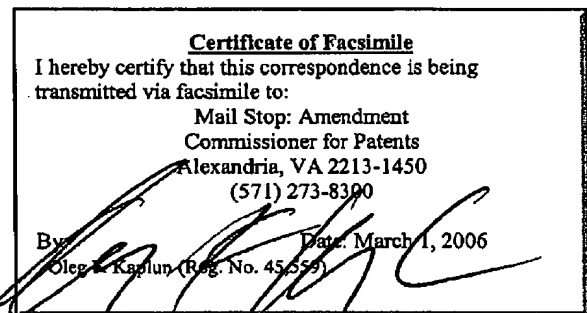 Certificate of Facsimile
I hereby certify that this correspondence is being
transmitted via facsimile to:
Mail Stop: Amendment
Commissioner for Patents
Alexandria, VA 2213-1450
(571) 273-8300
By: Date: March 1, 2006
Oleg F. Kaplun (Reg. No. 45,559)